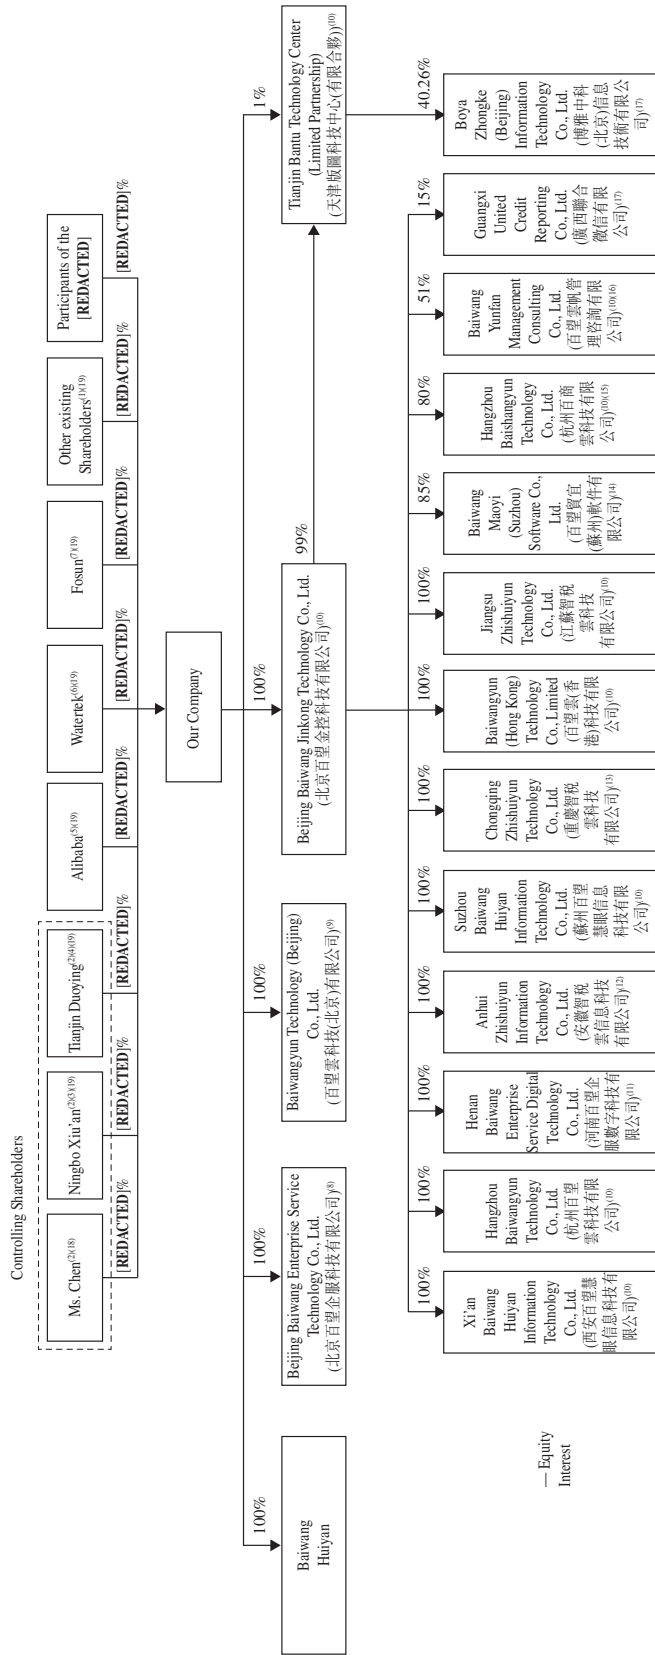 Controlling Shareholders
Ms. Chen(2)(18)
Ningbo Xiu'an(2)(3)(19)
Tianjin Duoying(2)(4)(19)
Alibaba(5)(19)
Watertek(6)(19)
Fosun(7)(19)
Other existing
Shareholders(1)(19)
Participants of the
[REDACTED]
[REDACTED]%
[REDACTED]%
[REDACTED]%
[REDACTED]%
[REDACTED]%
[REDACTED]%
[REDACTED]%
[REDACTED]%
Our Company
100%
100%
100%
100%
1%
Baiwang
Huiyan
Beijing Baiwang Enterprise Service
Technology Co., Ltd.
(北京百望企服科技有限公司)(8)
Baiwangyun Technology (Beijing)
Co., Ltd.
(百望雲科技(北京)有限公司)(9)
Beijing Baiwang Jinkong Technology Co., Ltd.
(北京百望金控科技有限公司)(10)
99%
Tianjin Bantu Technology Center
(Limited Partnership)
(天津版圖科技中心(有限合夥))(10)
100%
100%
100%
100%
100%
100%
100%
100%
85%
80%
51%
15%
40.26%
Xi'an
Baiwang
Huiyan
Information
Technology
Co., Ltd.
(西安百望慧
眼信息科技有
限公司)(10)
Hangzhou
Baiwangyun
Technology
Co., Ltd.
(杭州百望
雲科技有限
公司)(10)
Henan
Baiwang
Enterprise
Service Digital
Technology
Co., Ltd.
(河南百望企
服數字科技有
限公司)(11)
Anhui
Zhishuiyun
Information
Technology
Co., Ltd.
(安徽智税
雲信息科技
有限公司)(12)
Suzhou
Baiwang
Huiyan
Information
Technology
Co., Ltd.
(蘇州百望
慧眼信息
科技有限
公司)(10)
Chongqing
Zhishuiyun
Technology
Co., Ltd.
(重慶智税
雲科技
有限公司)(13)
Baiwangyun
(Hong Kong)
Technology
Co., Limited
(百望雲(香
港)科技有限
公司)(10)
Jiangsu
Zhishuiyun
Technology
Co., Ltd.
(江蘇智税
雲科技
有限公司)(10)
Baiwang
Maoyi
(Suzhou)
Software Co.,
Ltd.
(百望貿宜
(蘇州)軟件有
限公司)(14)
Hangzhou
Baishangyun
Technology
Co., Ltd.
(杭州百商
雲科技有限
公司)(10)(15)
Baiwang
Yunfan
Management
Consulting
Co., Ltd.
(百望雲帆管
理咨詢有限
公司)(10)(16)
Guangxi
United
Credit
Reporting
Co., Ltd.
(廣西聯合
徵信有限
公司)(17)
Boya
Zhongke
(Beijing)
Information
Technology
Co., Ltd.
(博雅中科
(北京)信息
技術有限公
司)(17)
— Equity
Interest